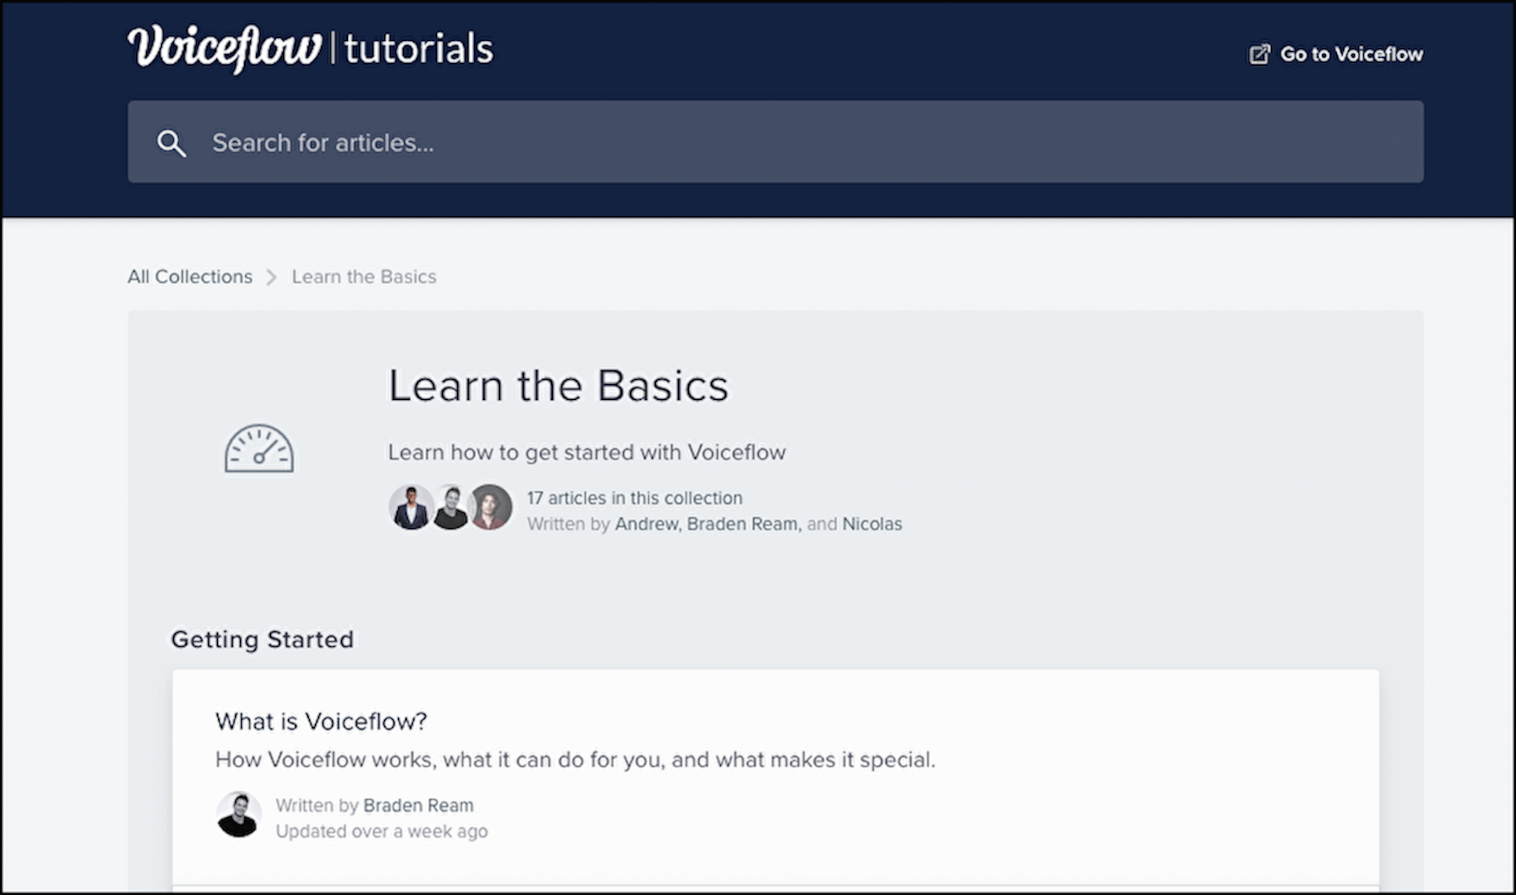 Voiceflow | tutorials
Go to Voiceflow
Search for articles...
All Collections > Learn the Basics
Learn the Basics
Learn how to get started with Voiceflow
17 articles in this collection
Written by Andrew, Braden Ream, and Nicolas
Getting Started
What is Voiceflow?
How Voiceflow works, what it can do for you, and what makes it special.
Written by Braden Ream
Updated over a week ago